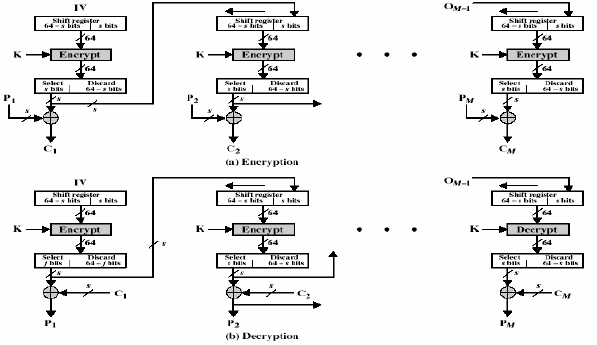 IV
O M–1
Shift register
64 – s bits | s bits
Shift register
64 – s bits | s bits
Shift register
64 – s bits | s bits
64
64
64
K
Encrypt
K
Encrypt
K
Encrypt
64
64
64
Select
s bits
Discard
64 – s bits
Select
s bits
Discard
64 – s bits
Select
s bits
Discard
64 – s bits
P1
s
s
s
P2
s
s
PM
s
s
C1
C2
CM
(a) Encryption
IV
O M–1
Shift register
64 – s bits | s bits
Shift register
64 – s bits | s bits
Shift register
64 – s bits | s bits
64
64
64
K
Encrypt
K
Encrypt
K
Decrypt
s
64
64
64
Select
j bits
Discard
64 – j bits
Select
s bits
Discard
64 – s bits
Select
s bits
Discard
64 – s bits
s
s
s
s
C1
s
C2
s
CM
P1
P2
PM
(b) Decryption